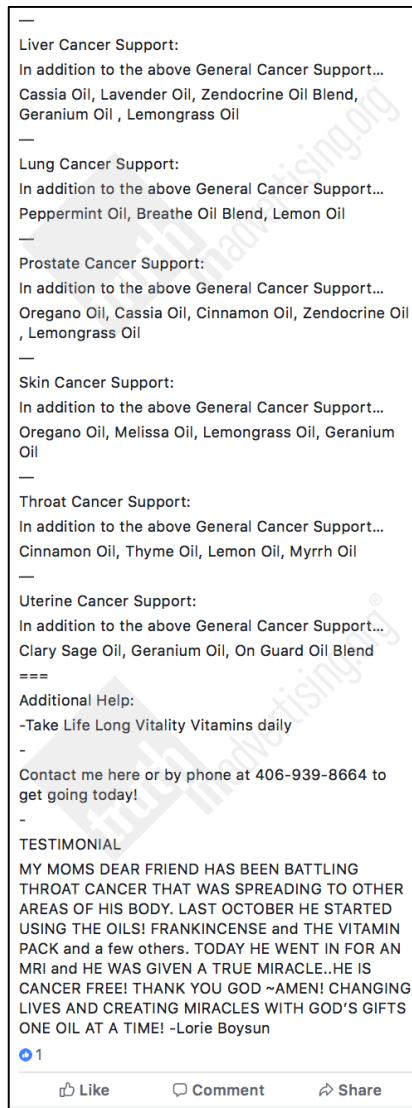 —
Liver Cancer Support:
In addition to the above General Cancer Support...
Cassia Oil, Lavender Oil, Zendocrine Oil Blend,
Geranium Oil , Lemongrass Oil
—
Lung Cancer Support:
In addition to the above General Cancer Support...
Peppermint Oil, Breathe Oil Blend, Lemon Oil
—
Prostate Cancer Support:
In addition to the above General Cancer Support...
Oregano Oil, Cassia Oil, Cinnamon Oil, Zendocrine Oil
, Lemongrass Oil
—
Skin Cancer Support:
In addition to the above General Cancer Support...
Oregano Oil, Melissa Oil, Lemongrass Oil, Geranium
Oil
—
Throat Cancer Support:
In addition to the above General Cancer Support...
Cinnamon Oil, Thyme Oil, Lemon Oil, Myrrh Oil
—
Uterine Cancer Support:
In addition to the above General Cancer Support...
Clary Sage Oil, Geranium Oil, On Guard Oil Blend
===
Additional Help:
-Take Life Long Vitality Vitamins daily
-
Contact me here or by phone at 406-939-8664 to
get going today!
-
TESTIMONIAL
MY MOMS DEAR FRIEND HAS BEEN BATTLING
THROAT CANCER THAT WAS SPREADING TO OTHER
AREAS OF HIS BODY. LAST OCTOBER HE STARTED
USING THE OILS! FRANKINCENSE and THE VITAMIN
PACK and a few others. TODAY HE WENT IN FOR AN
MRI and HE WAS GIVEN A TRUE MIRACLE..HE IS
CANCER FREE! THANK YOU GOD ~AMEN! CHANGING
LIVES AND CREATING MIRACLES WITH GOD'S GIFTS
ONE OIL AT A TIME! -Lorie Boysun
1
Like Comment Share
truth inadvertising.org
truth inadvertising.org®